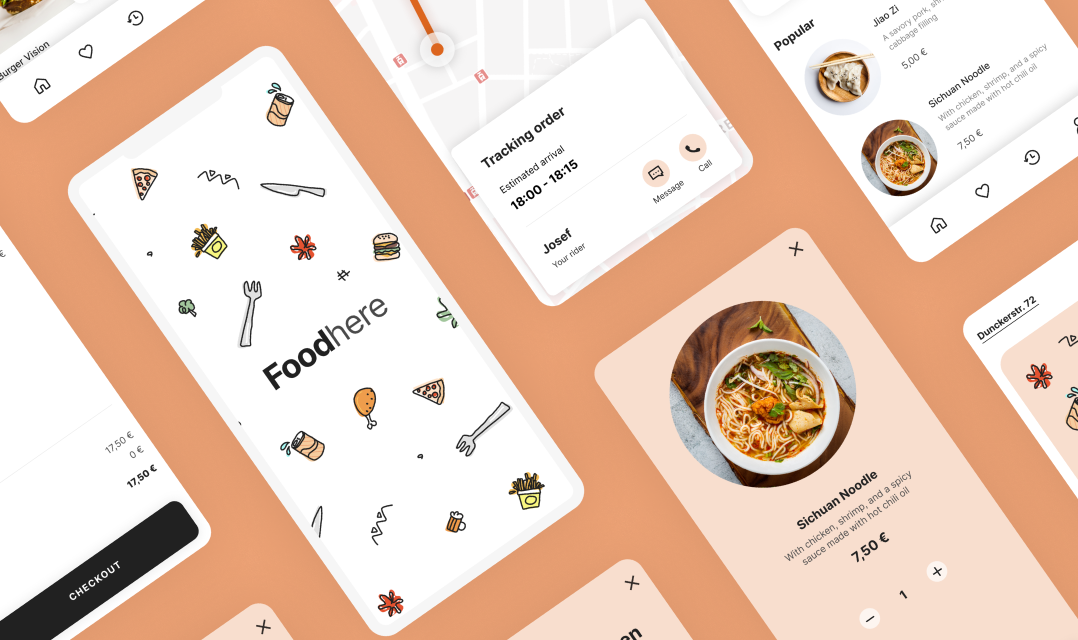 Burger Vision
17,50 €
0 €
17,50 €
CHECKOUT
Foodhere
Tracking order
Estimated arrival
18:00 - 18:15
Message
Call
Josef
Your rider
Popular
Jiao Zi
A savory pork,
cabbage filling
5,00 €
Sichuan Noodle
With chicken, shrimp, and a spicy
sauce made with hot chili oil
7,50 €
Sichuan Noodle
With chicken, shrimp, and a spicy
sauce made with hot chili oil
7,50 €
1
Dunckerstr. 72